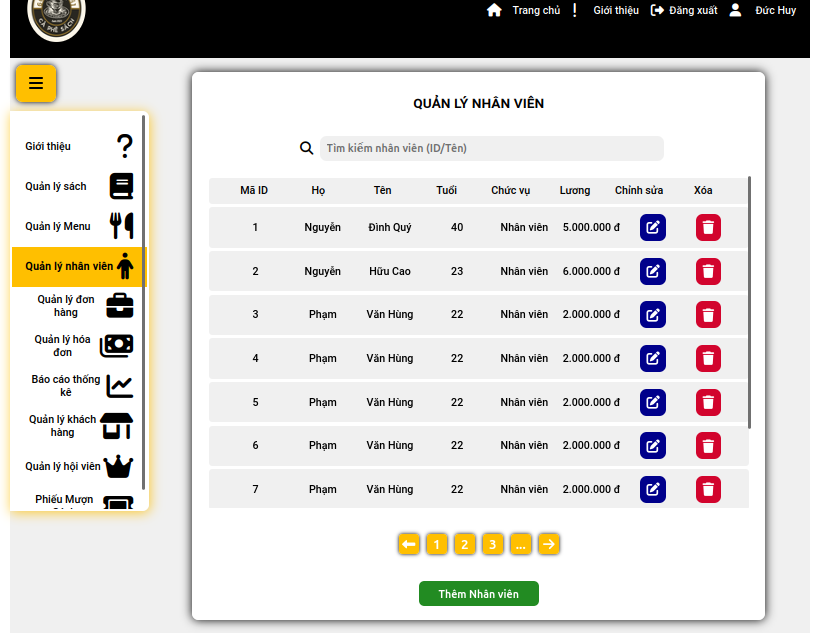 CÀ PHÊ SÁCH
Trang chủ
Giới thiệu
Đăng xuất
Đức Huy
Giới thiệu
Quản lý sách
Quản lý Menu
Quản lý nhân viên
Quản lý đơn
hàng
Quản lý hóa
đơn
Báo cáo thống
kê
Quản lý khách
hàng
Quản lý hội viên
Phiếu Mượn
QUẢN LÝ NHÂN VIÊN
Tìm kiếm nhân viên (ID/Tên)
Mã ID Họ Tên Tuổi Chức vụ Lương Chỉnh sửa Xóa
1 Nguyễn Đình Quý 40 Nhân viên 5.000.000 đ
2 Nguyễn Hữu Cao 23 Nhân viên 6.000.000 đ
3 Phạm Văn Hùng 22 Nhân viên 2.000.000 đ
4 Phạm Văn Hùng 22 Nhân viên 2.000.000 đ
5 Phạm Văn Hùng 22 Nhân viên 2.000.000 đ
6 Phạm Văn Hùng 22 Nhân viên 2.000.000 đ
7 Phạm Văn Hùng 22 Nhân viên 2.000.000 đ
1 2 3 ...
Thêm Nhân viên